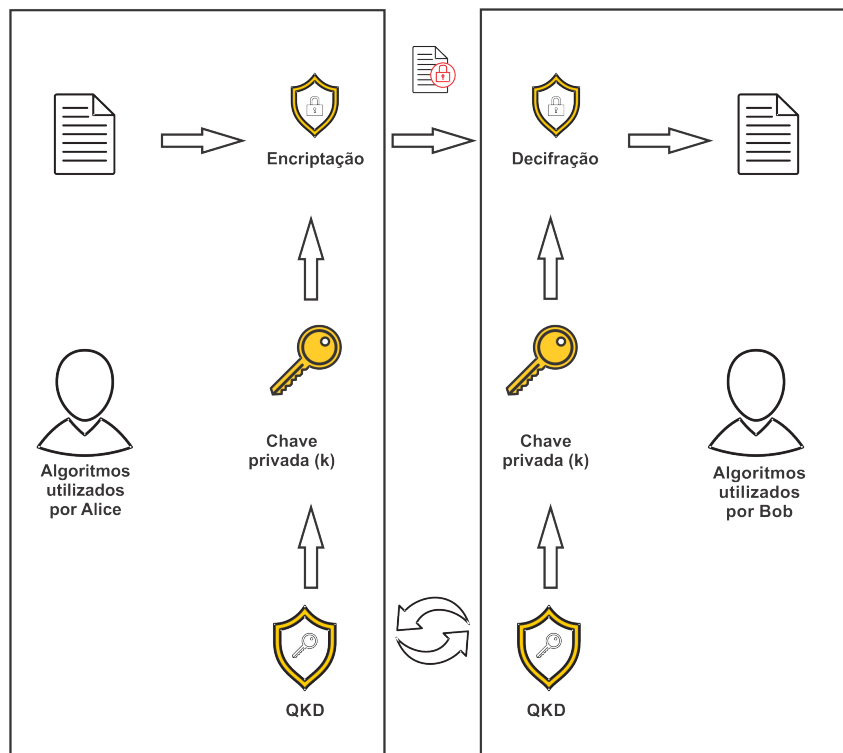 Encriptação
Decifração
Chave
privada (k)
Chave
privada (k)
Algoritmos
utilizados
por Alice
Algoritmos
utilizados
por Bob
QKD
QKD